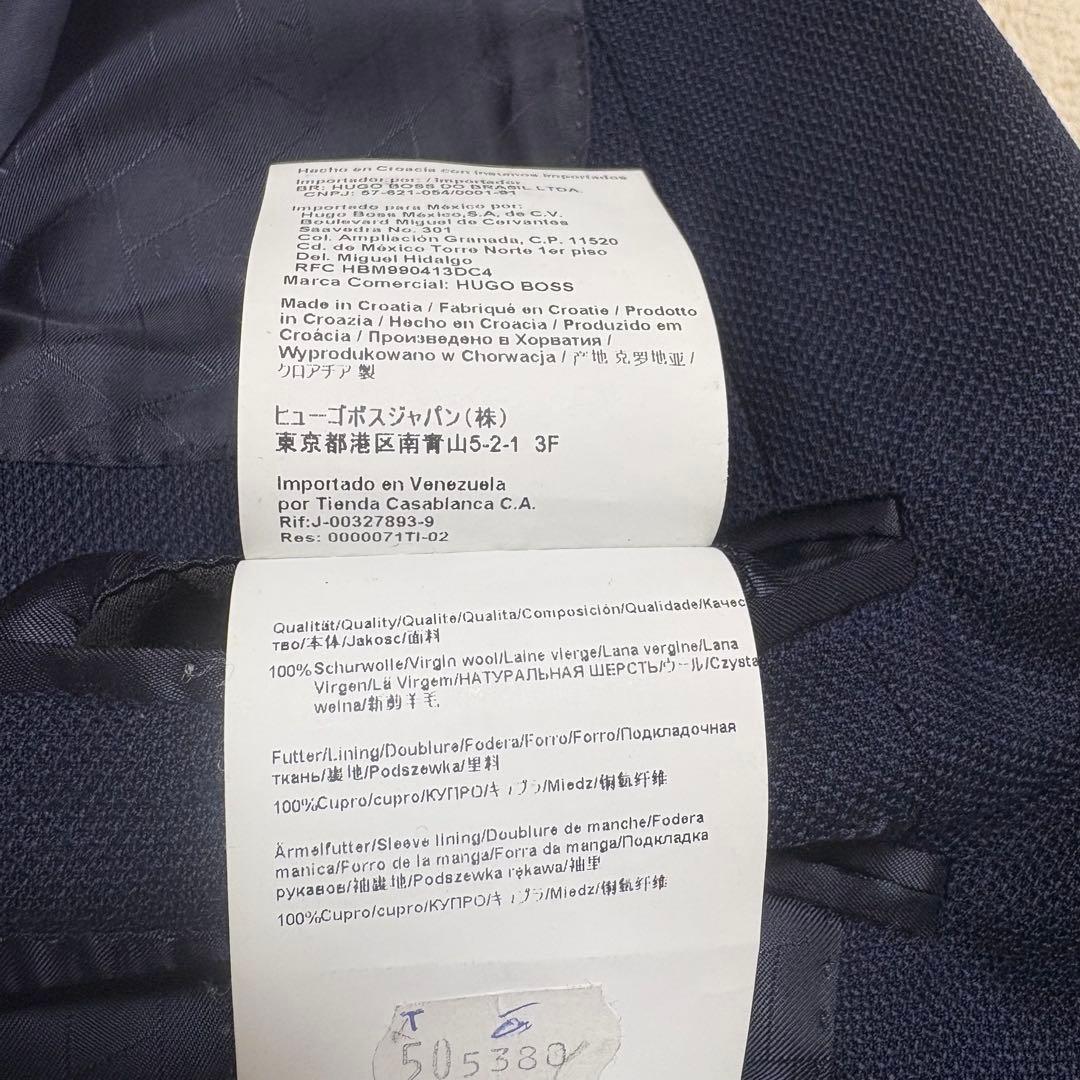 Hecho en Croacia con insumos importados
Importador por: / Importador
BR: HUGO BOSS DO BRASIL LTDA.
CNPJ: 57-621-054/0001-91
Importado para México por:
Hugo Boss México,S.A. de C.V.
Boulevard Miguel de Cervantes
Saavedra No. 301
Col. Ampliación Granada, C.P. 11520
Cd. de México Torre Norte 1er piso
Del. Miguel Hidalgo
RFC HBM990413DC4
Marca Comercial: HUGO BOSS
Made in Croatia / Fabriqué en Croatie / Prodotto
in Croazia / Hecho en Croacia / Produzido em
Croácia / Произведено в Хорватия /
Wyprodukowano w Chorwacja / 产地 克罗地亚 /
クロアチア 製
ヒューゴボスジャパン(株)
東京都港区南青山5-2-1 3F
Importado en Venezuela
por Tienda Casablanca C.A.
Rif:J-00327893-9
Res: 0000071TI-02
Qualität/Quality/Qualite/Qualita/Composición/Qualidade/Качес
тво/本体/Jakosc/面料
100% Schurwolle/Virgin wool/Laine vierge/Lana vergine/Lana
Virgen/Lã Virgem/НАТУРАЛЬНАЯ ШЕРСТЬ/ウール/Czysta
welna/新剪羊毛
Futter/Lining/Doublure/Fodera/Forro/Forro/Подкладочная
ткань/裏地/Podszewka/里料
100%Cupro/cupro/КУПРО/キュプラ/Miedz/铜氨纤维
Ärmelfutter/Sleeve lining/Doublure de manche/Fodera
manica/Forro de la manga/Forra da manga/Подкладка
рукавов/袖裏地/Podszewka rękawa/袖里
100%Cupro/cupro/КУПРО/キュプラ/Miedz/铜氨纤维
T
505380